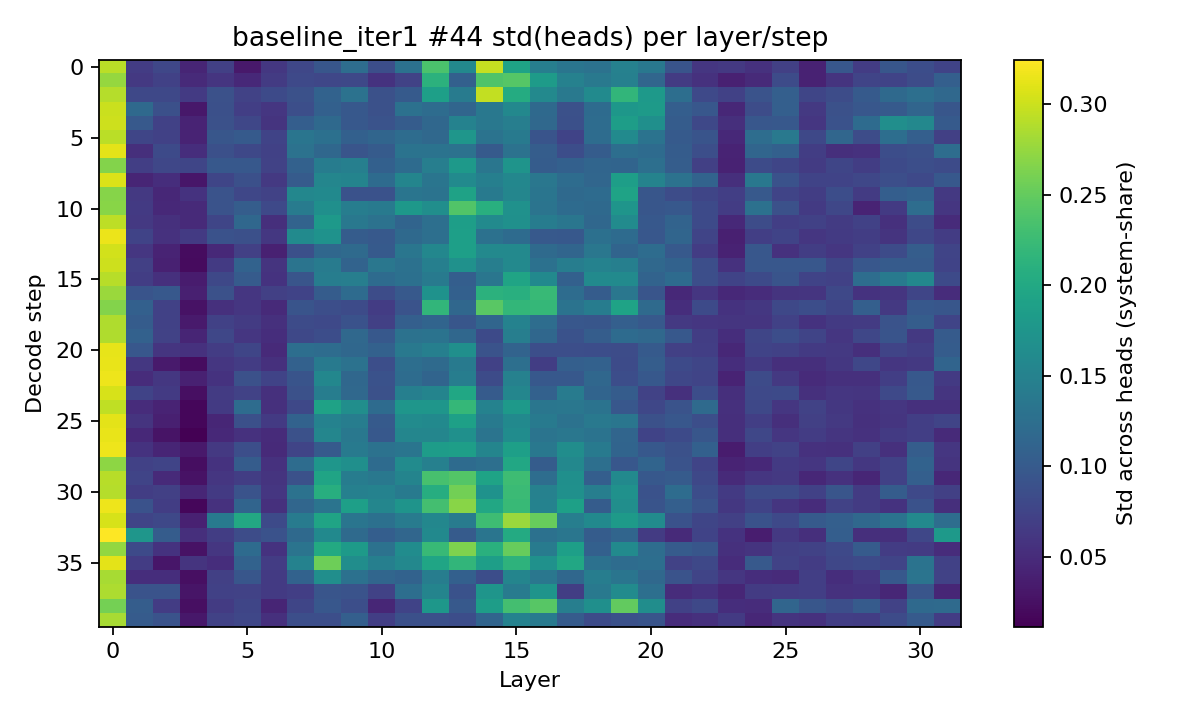 baseline_iter1 #44 std(heads) per layer/step
0
5
10
15
20
25
30
35
Decode step
0 5 10 15 20 25 30
Layer
0.30
0.25
0.20
0.15
0.10
0.05
Std across heads (system-share)